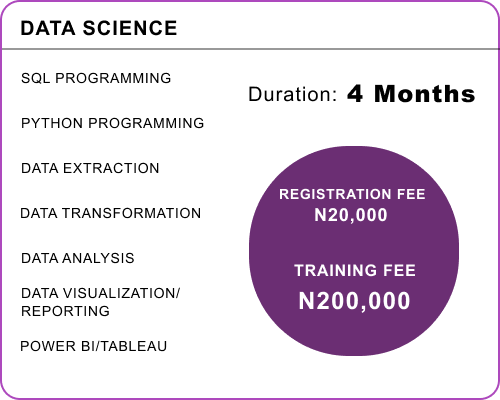 DATA SCIENCE
SQL PROGRAMMING
PYTHON PROGRAMMING
DATA EXTRACTION
DATA TRANSFORMATION
DATA ANALYSIS
DATA VISUALIZATION/
REPORTING
POWER BI/TABLEAU
Duration: 4 Months
REGISTRATION FEE
N20,000
TRAINING FEE
N200,000